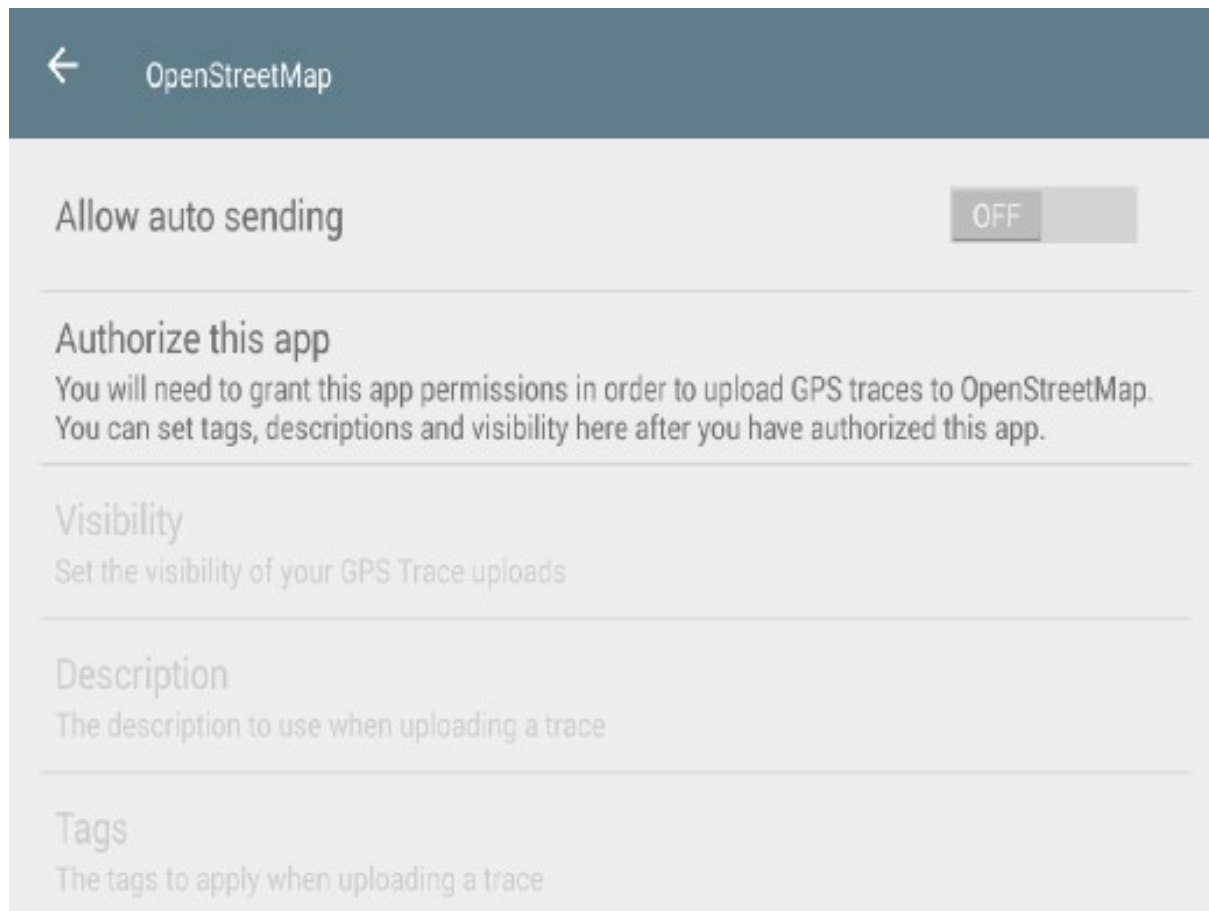 OpenStreetMap
Allow auto sending
OFF
Authorize this app
You will need to grant this app permissions in order to upload GPS traces to OpenStreetMap.
You can set tags, descriptions and visibility here after you have authorized this app.
Visibility
Set the visibility of your GPS Trace uploads
Description
The description to use when uploading a trace
Tags
The tags to apply when uploading a trace